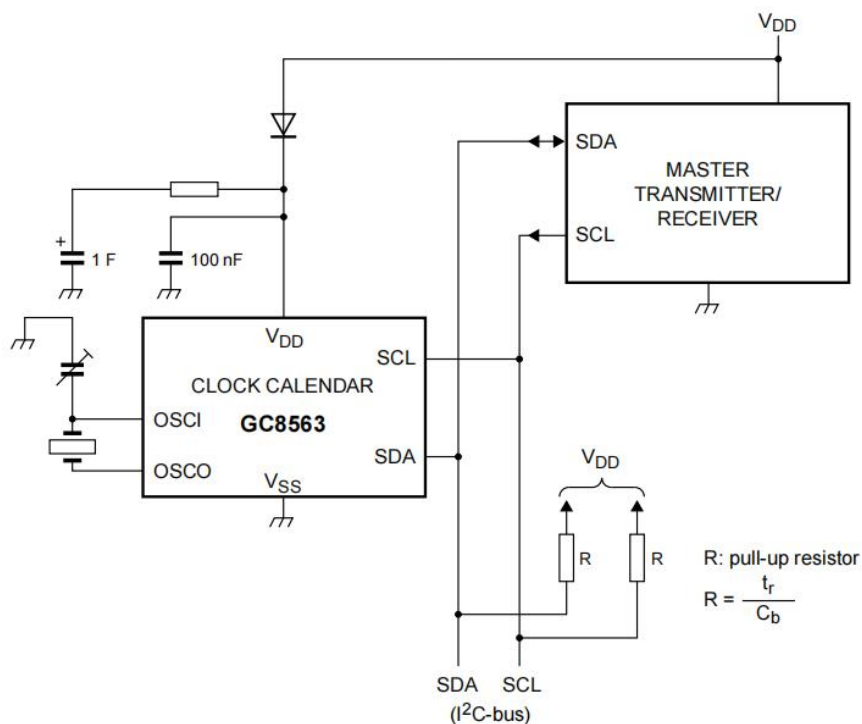 VDD
SDA
MASTER
TRANSMITTER/
RECEIVER
SCL
+
1 F
100 nF
VDD
SCL
CLOCK CALENDAR
OSCI
GC8563
SDA
OSCO
VSS
VDD
R
R
R: pull-up resistor
R = tr
Cb
SDA SCL
(I²C-bus)